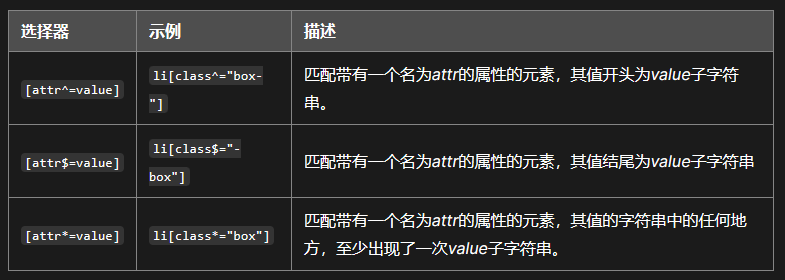 选择器 示例 描述
[attr^=value] li[class^="box-
"] 匹配带有一个名为attr的属性的元素，其值开头为value子字符
串。
[attr$=value] li[class$="-
box"] 匹配带有一个名为attr的属性的元素，其值结尾为value子字符串
[attr*=value] li[class*="box"] 匹配带有一个名为attr的属性的元素，其值的字符串中的任何地
方，至少出现了一次value子字符串。